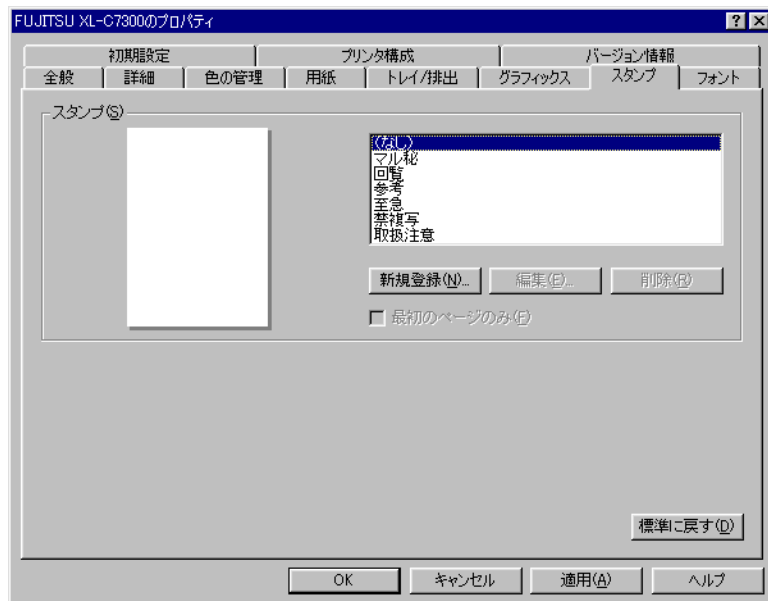 FUJITSU XL-C7300のプロパティ
初期設定 プリンタ構成 バージョン情報
全般 詳細 色の管理 用紙 トレイ/排出 グラフィックス スタンプ フォント
スタンプ(S)
(なし)
マル秘
回覧
参考
至急
禁複写
取扱注意
新規登録(N)... 編集(E)... 削除(R)
最初のページのみ(F)
標準に戻す(D)
OK キャンセル 適用(A) ヘルプ